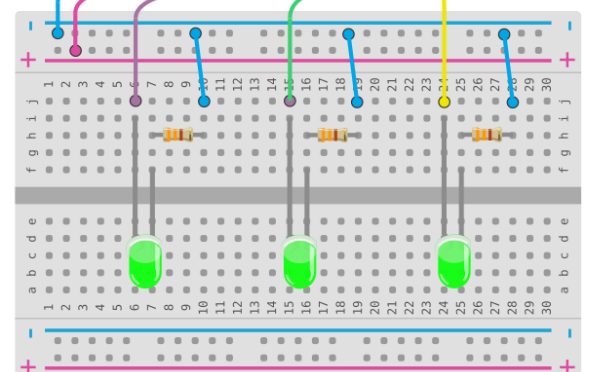 - -
+ +
1 2 3 4 5 6 7 8 9 10 11 12 13 14 15 16 17 18 19 20 21 22 23 24 25 26 27 28 29 30
j j
i i
h h
g g
f f
e e
d d
c c
b b
a a
1 2 3 4 5 6 7 8 9 10 11 12 13 14 15 16 17 18 19 20 21 22 23 24 25 26 27 28 29 30
- -
+ +